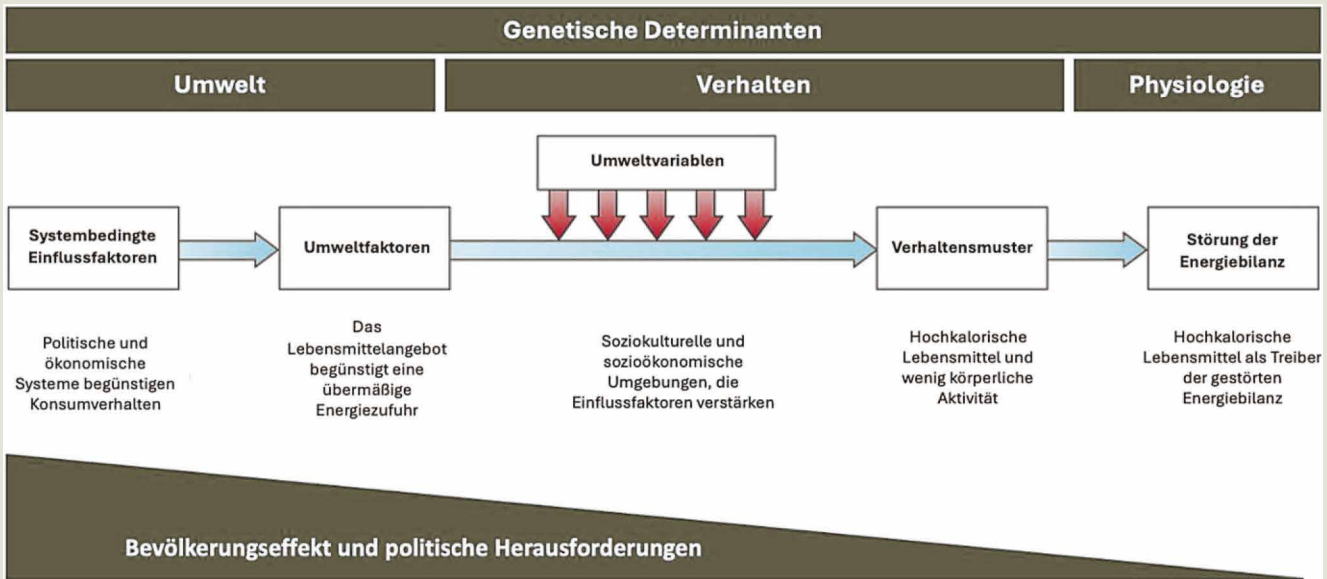 Genetische Determinanten
Umwelt
Verhalten
Physiologie
Umweltvariablen
Systembedingte
Einflussfaktoren
Umweltfaktoren
Verhaltensmuster
Störung der
Energiebilanz
Politische und
ökonomische
Systeme begünstigen
Konsumverhalten
Das
Lebensmittelangebot
begünstigt eine
übermäßige
Energiezufuhr
Soziokulturelle und
sozioökonomische
Umgebungen, die
Einflussfaktoren verstärken
Hochkalorische
Lebensmittel und
wenig körperliche
Aktivität
Hochkalorische
Lebensmittel als Treiber
der gestörten
Energiebilanz
Bevölkerungseffekt und politische Herausforderungen